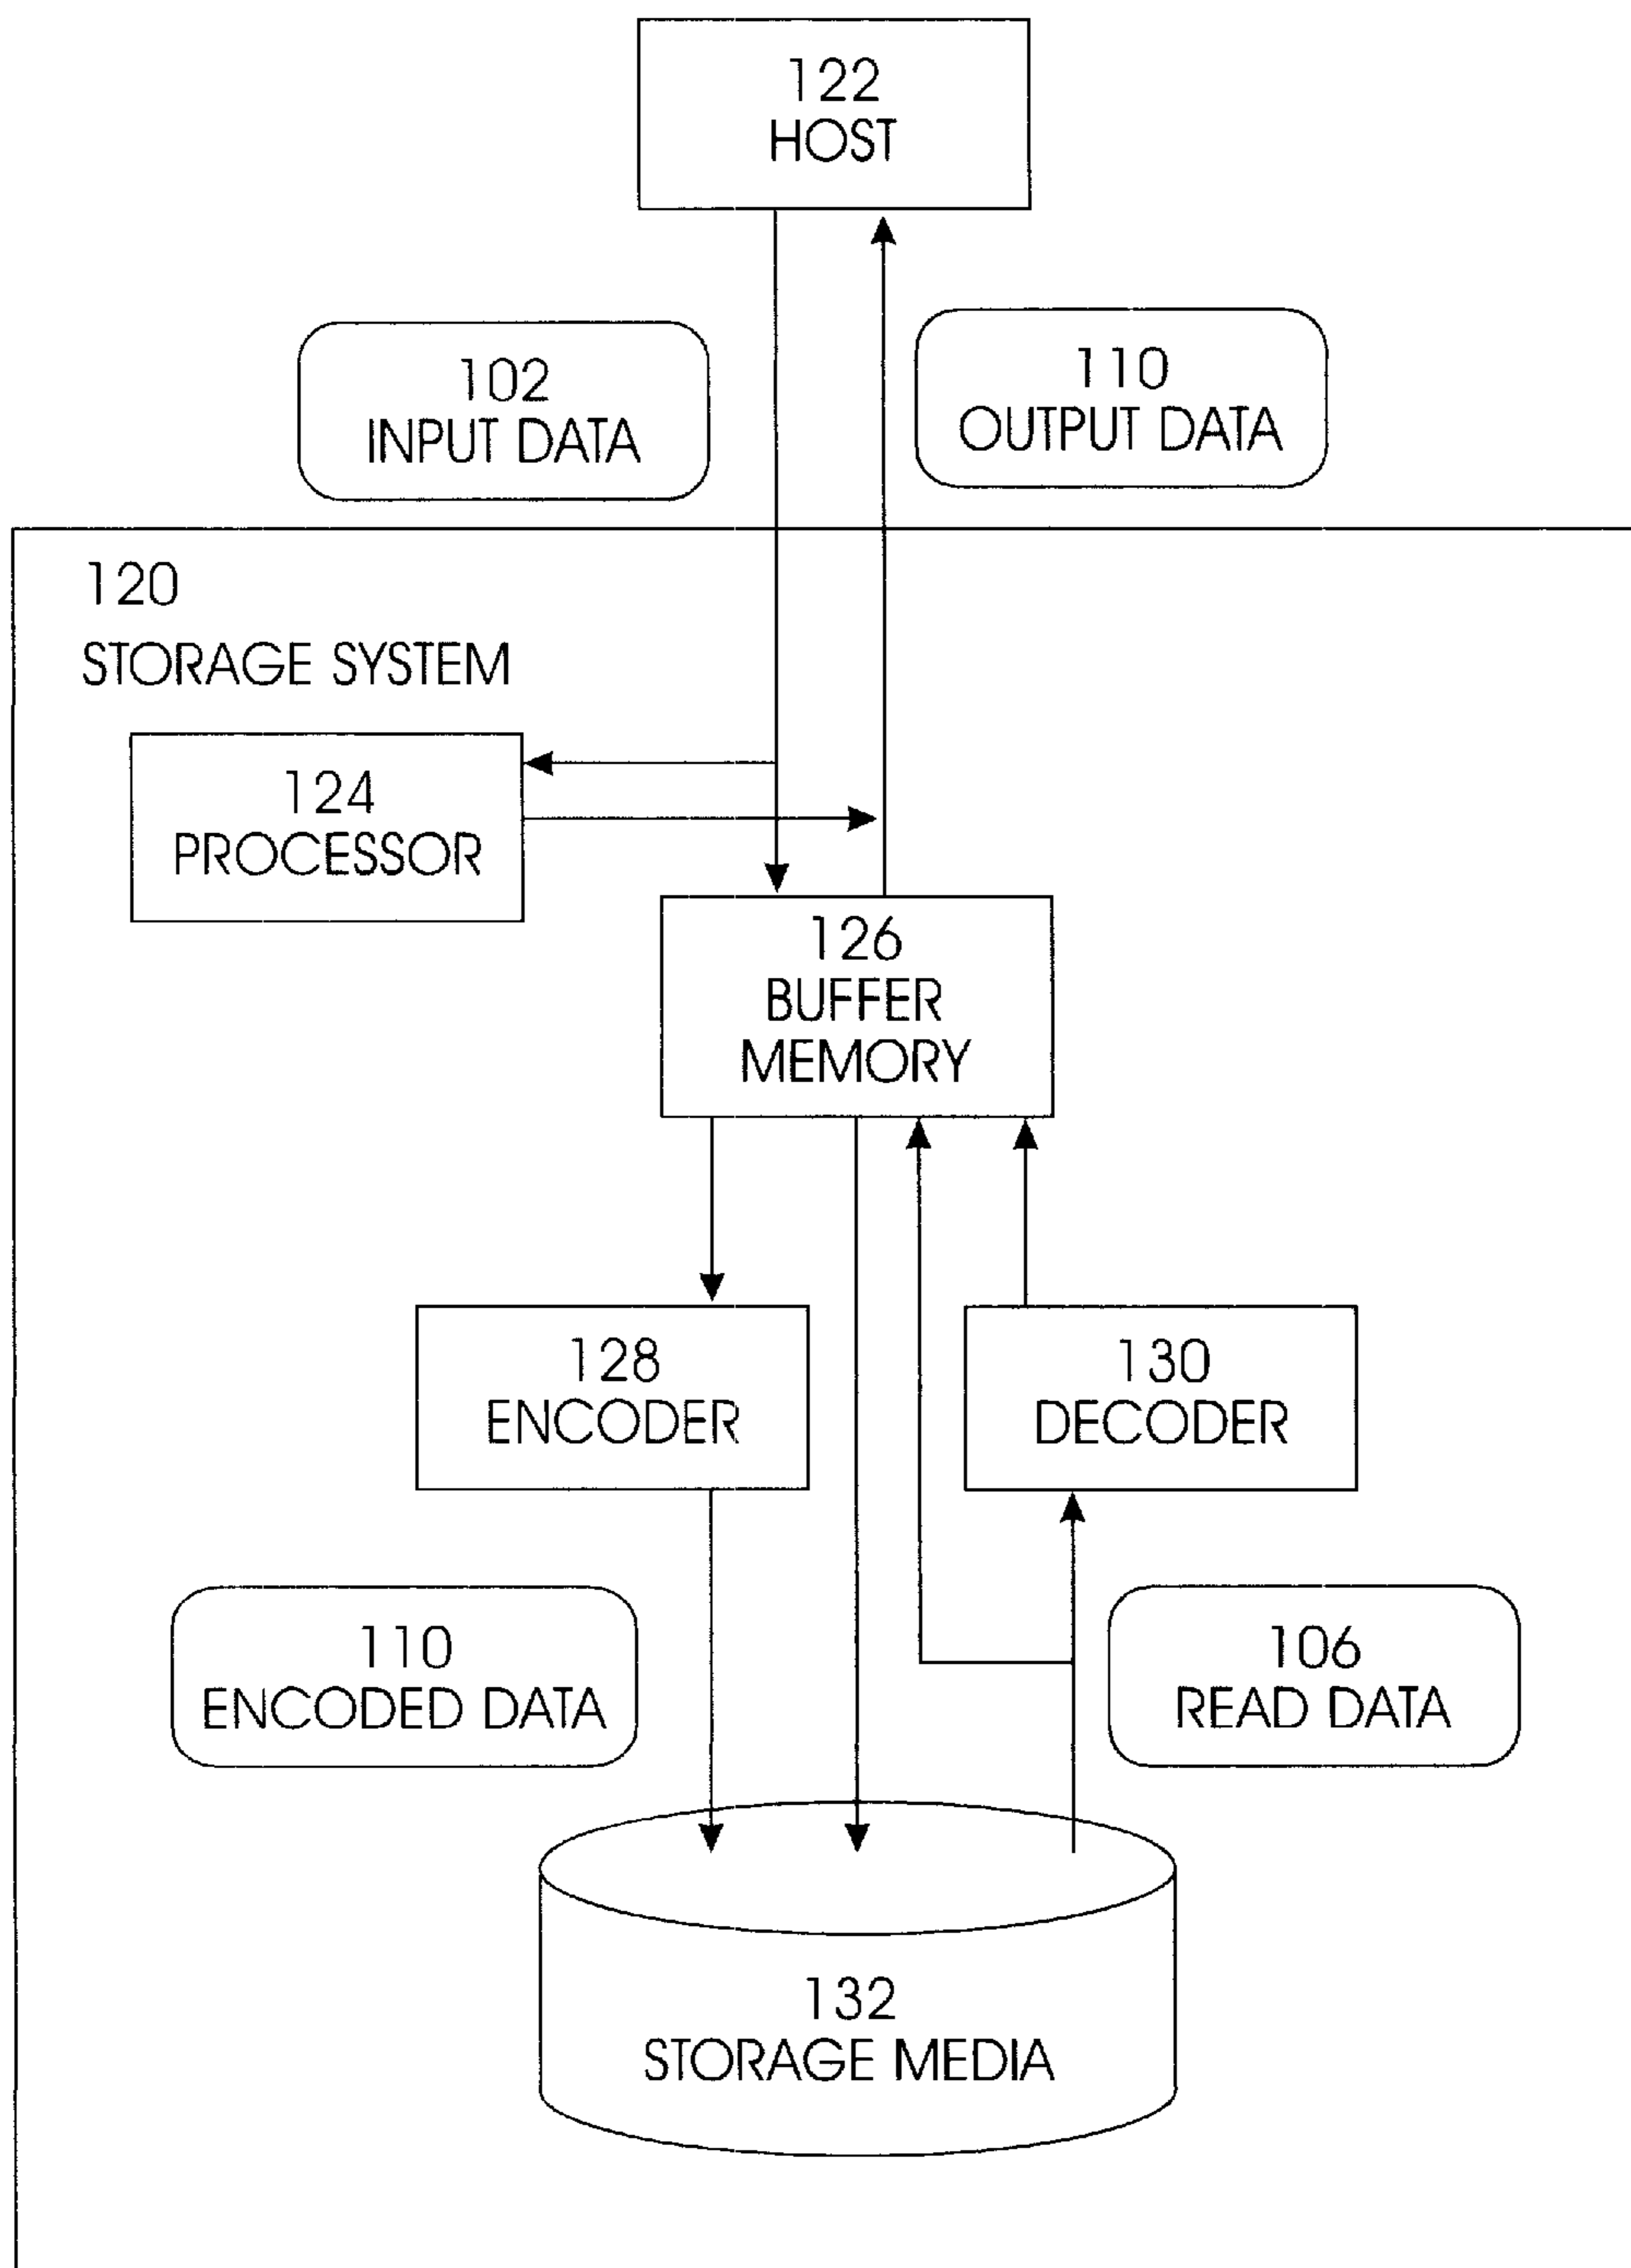 122
HOST
102
INPUT DATA
110
OUTPUT DATA
120
STORAGE SYSTEM
124
PROCESSOR
126
BUFFER
MEMORY
128
ENCODER
130
DECODER
110
ENCODED DATA
106
READ DATA
132
STORAGE MEDIA